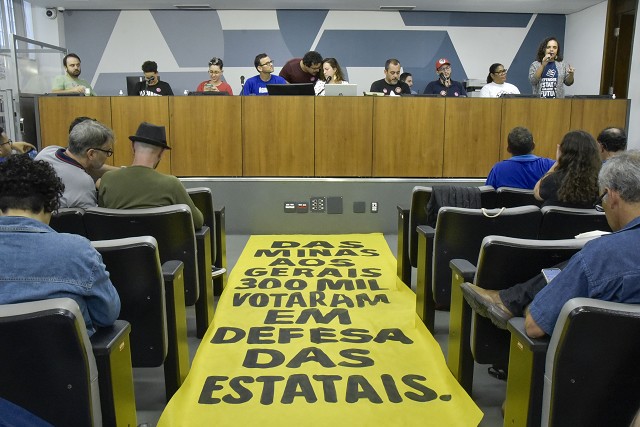 DAS
MINAS
AOS
GERAIS
300 MIL
VOTARAM
EM
DEFESA
DAS
ESTATAIS.